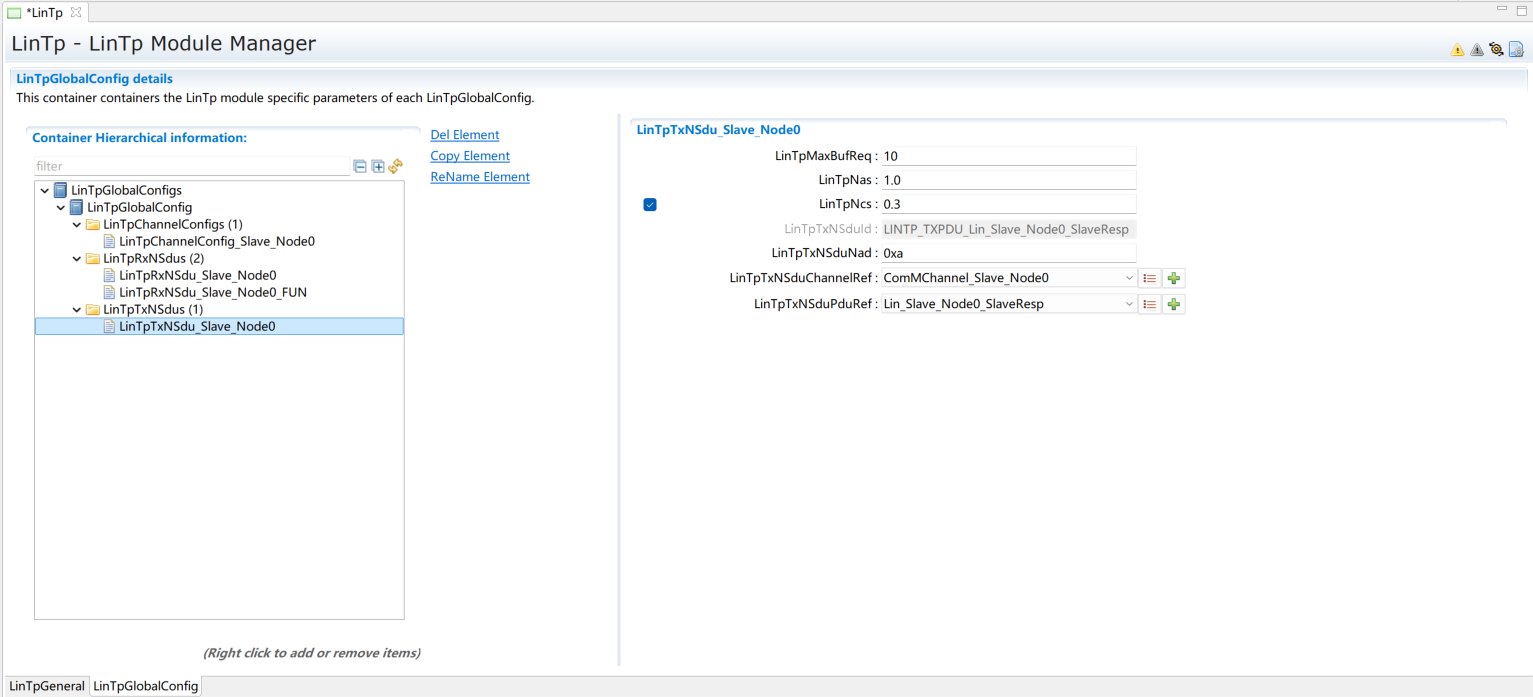 *LinTp
LinTp - LinTp Module Manager
LinTpGlobalConfig details
This container containers the LinTp module specific parameters of each LinTpGlobalConfig.
Container Hierarchical information:
filter
LinTpGlobalConfigs
LinTpGlobalConfig
LinTpChannelConfigs (1)
LinTpChannelConfig_Slave_Node0
LinTpRxNSdus (2)
LinTpRxNSdu_Slave_Node0
LinTpRxNSdu_Slave_Node0_FUN
LinTpTxNSdus (1)
LinTpTxNSdu_Slave_Node0
(Right click to add or remove items)
Del Element
Copy Element
ReName Element
LinTpTxNSdu_Slave_Node0
LinTpMaxBufReq : 10
LinTpNas : 1.0
LinTpNcs : 0.3
LinTpTxNSduId : LINTP_TXPDU_Lin_Slave_Node0_SlaveResp
LinTpTxNSduNad : 0xa
LinTpTxNSduChannelRef : ComMChannel_Slave_Node0
LinTpTxNSduPduRef : Lin_Slave_Node0_SlaveResp
LinTpGeneral LinTpGlobalConfig